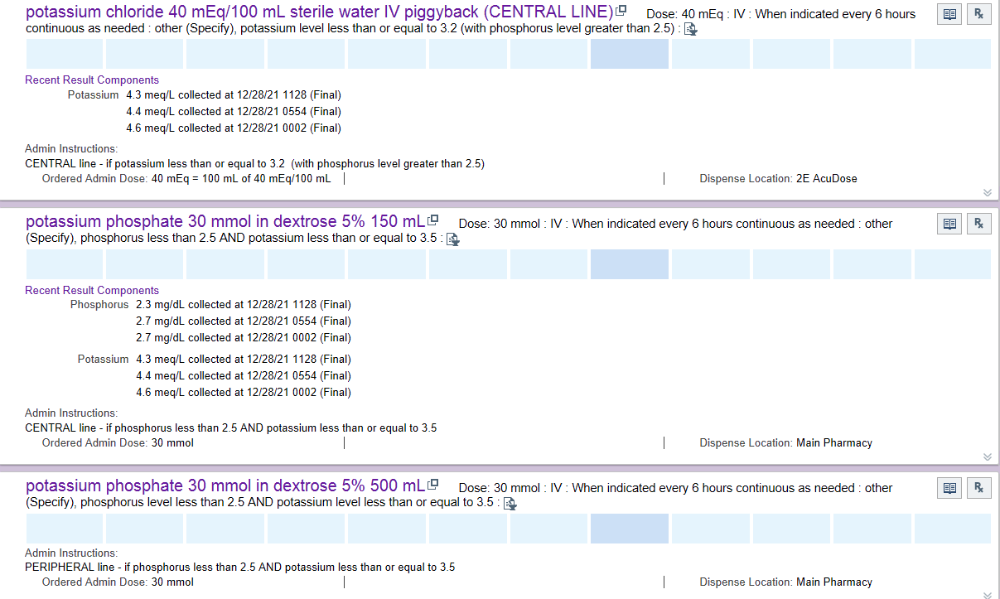 potassium chloride 40 mEq/100 mL sterile water IV piggyback (CENTRAL LINE) Dose: 40 mEq : IV : When indicated every 6 hours
continuous as needed : other (Specify), potassium level less than or equal to 3.2 (with phosphorus level greater than 2.5) :
Recent Result Components
Potassium 4.3 meq/L collected at 12/28/21 1128 (Final)
4.4 meq/L collected at 12/28/21 0554 (Final)
4.6 meq/L collected at 12/28/21 0002 (Final)
Admin Instructions:
CENTRAL line - if potassium less than or equal to 3.2 (with phosphorus level greater than 2.5)
Ordered Admin Dose: 40 mEq = 100 mL of 40 mEq/100 mL Dispense Location: 2E AcuDose
potassium phosphate 30 mmol in dextrose 5% 150 mL Dose: 30 mmol : IV : When indicated every 6 hours continuous as needed : other
(Specify), phosphorus less than 2.5 AND potassium less than or equal to 3.5 :
Recent Result Components
Phosphorus 2.3 mg/dL collected at 12/28/21 1128 (Final)
2.7 mg/dL collected at 12/28/21 0554 (Final)
2.7 mg/dL collected at 12/28/21 0002 (Final)
Potassium 4.3 meq/L collected at 12/28/21 1128 (Final)
4.4 meq/L collected at 12/28/21 0554 (Final)
4.6 meq/L collected at 12/28/21 0002 (Final)
Admin Instructions:
CENTRAL line - if phosphorus less than 2.5 AND potassium less than or equal to 3.5
Ordered Admin Dose: 30 mmol Dispense Location: Main Pharmacy
potassium phosphate 30 mmol in dextrose 5% 500 mL Dose: 30 mmol : IV : When indicated every 6 hours continuous as needed : other
(Specify), phosphorus level less than 2.5 AND potassium level less than or equal to 3.5 :
Admin Instructions:
PERIPHERAL line - if phosphorus less than 2.5 AND potassium less than or equal to 3.5
Ordered Admin Dose: 30 mmol Dispense Location: Main Pharmacy